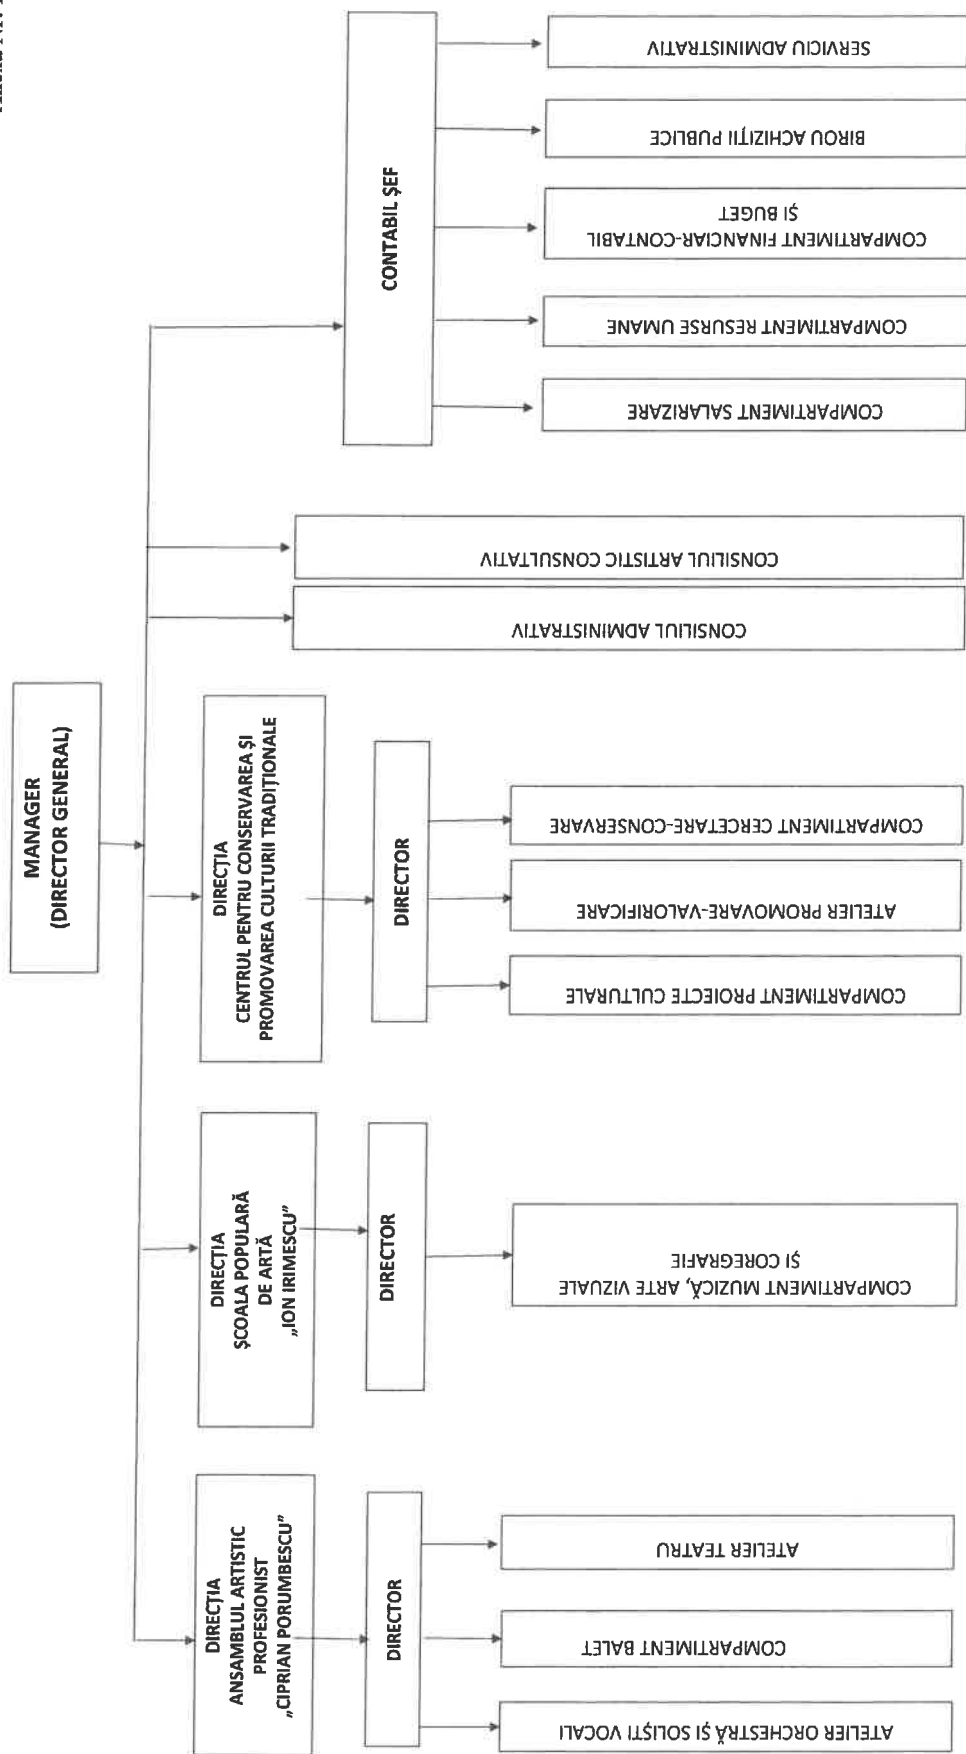 MANAGER
(DIRECTOR GENERAL)
DIRECȚIA
ANSAMBLUL ARTISTIC
PROFESIONIST
„CIPRIAN PORUMBESCU”
DIRECTOR
ATELIER ORCHESTRĂ ȘI SOLIȘTI VOCALI
COMPARTIMENT BALET
ATELIER TEATRU
DIRECȚIA
ȘCOALA POPULARĂ
DE ARTĂ
„ION IRIMESCU”
DIRECTOR
COMPARTIMENT MUZICĂ, ARTE VIZUALE
ȘI COREGRAFIE
DIRECȚIA
CENTRUL PENTRU CONSERVAREA ȘI
PROMOVAREA CULTURII TRADIȚIONALE
DIRECTOR
COMPARTIMENT PROIECTE CULTURALE
ATELIER PROMOVARE-VALORIFICARE
COMPARTIMENT CERCETARE-CONSERVARE
CONSILIUL ADMINISTRATIV
CONSILIUL ARTISTIC CONSULTATIV
CONTABIL ȘEF
COMPARTIMENT SALARIZARE
COMPARTIMENT RESURSE UMANE
COMPARTIMENT FINANCIAR-CONTABIL
ȘI BUGET
BIROU ACHIZIȚII PUBLICE
SERVICIU ADMINISTRATIV